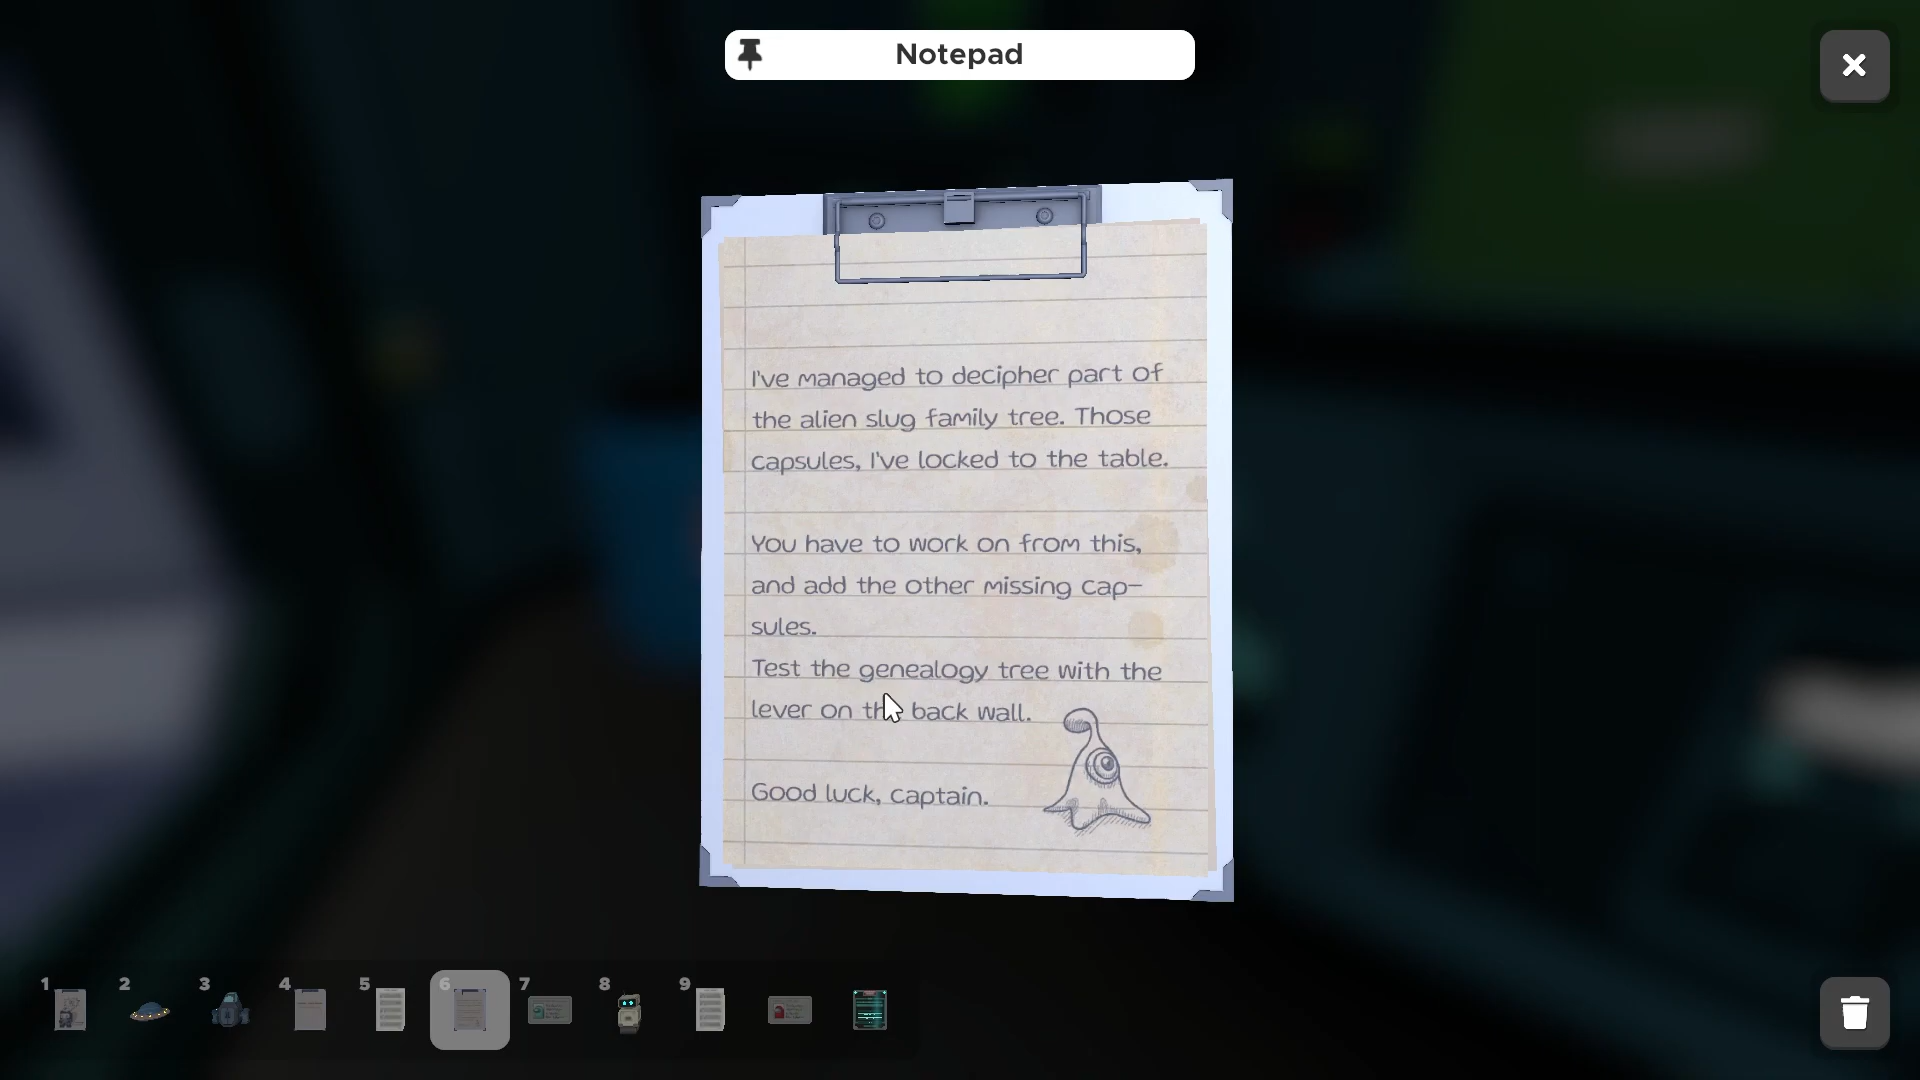 Notepad
I've managed to decipher part of
the alien slug family tree. Those
capsules, I've locked to the table.
You have to work on from this,
and add the other missing cap-
sules.
Test the genealogy tree with the
lever on the back wall.
Good luck, captain.
1 2 3 4 5 6 7 8 9